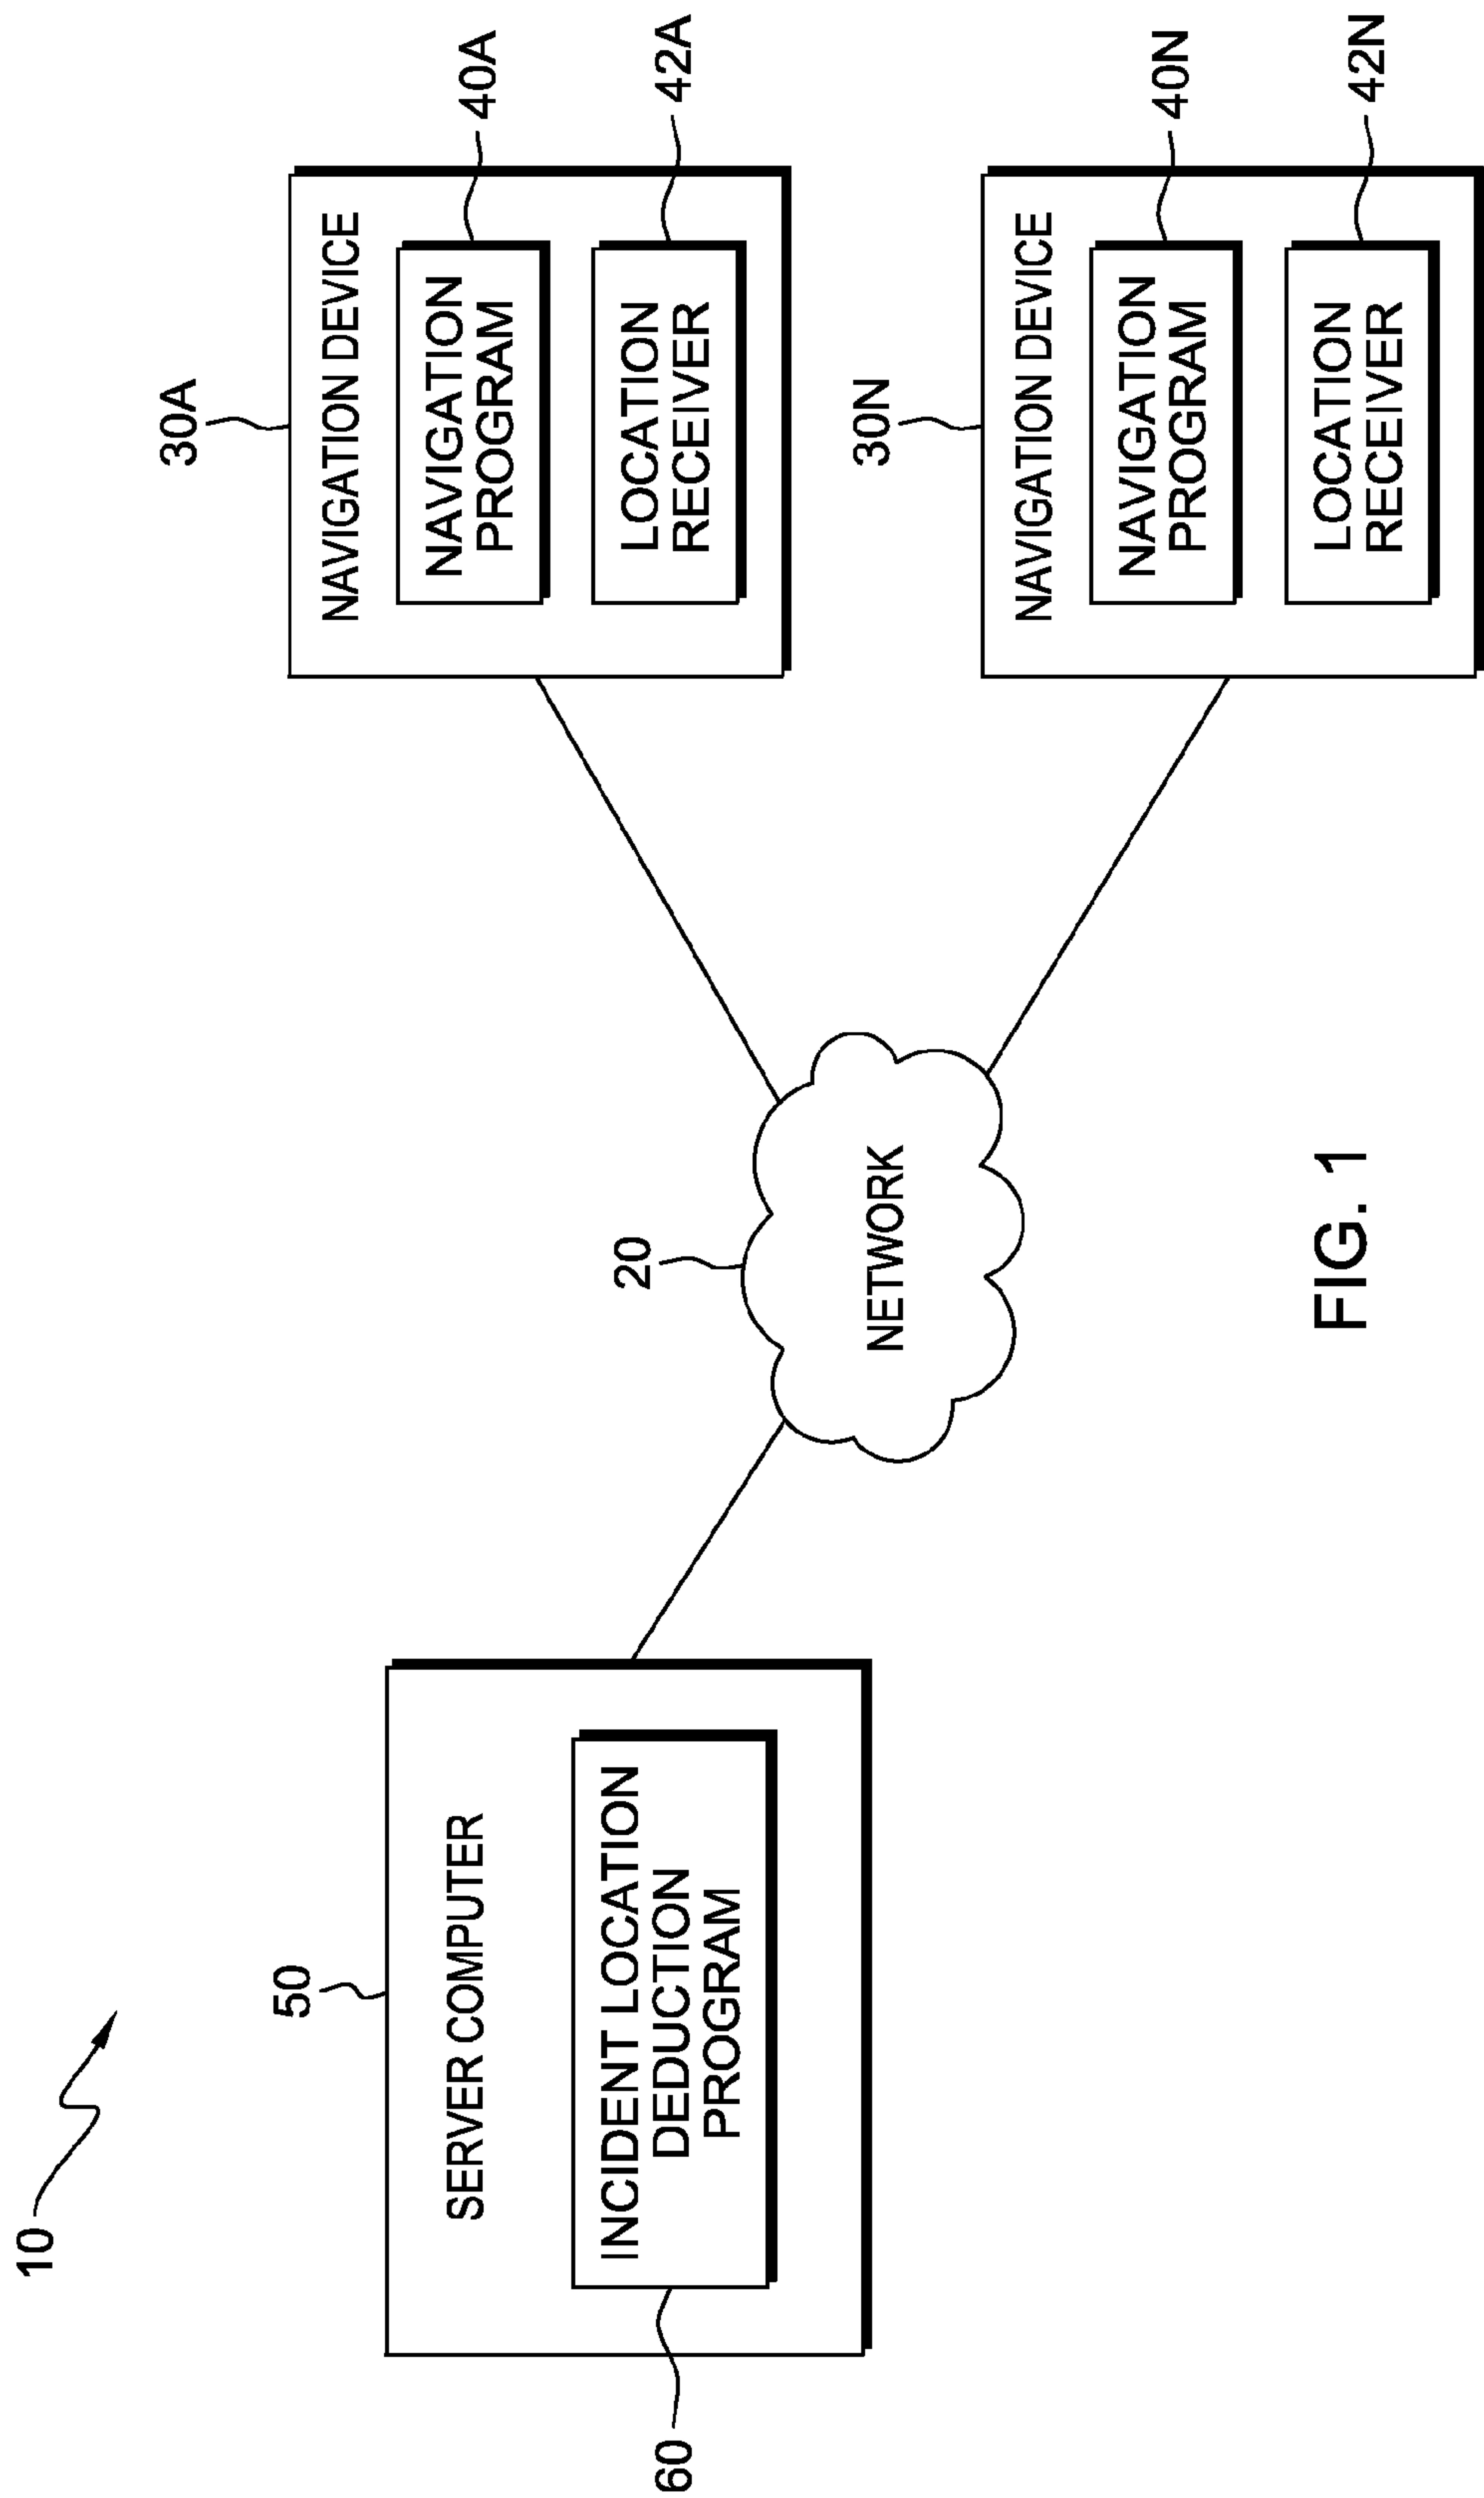 10
50
SERVER COMPUTER
INCIDENT LOCATION
DEDUCTION
PROGRAM
60
20
NETWORK
30A
NAVIGATION DEVICE
NAVIGATION
PROGRAM
40A
LOCATION
RECEIVER
42A
30N
NAVIGATION DEVICE
NAVIGATION
PROGRAM
40N
LOCATION
RECEIVER
42N
FIG. 1